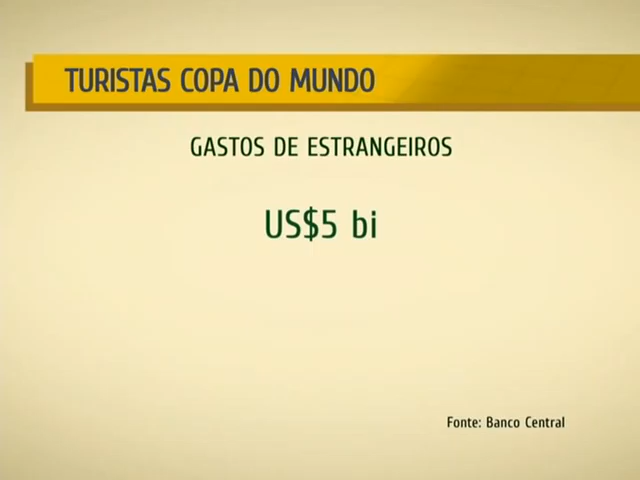 TURISTAS COPA DO MUNDO
GASTOS DE ESTRANGEIROS
US$5 bi
Fonte: Banco Central